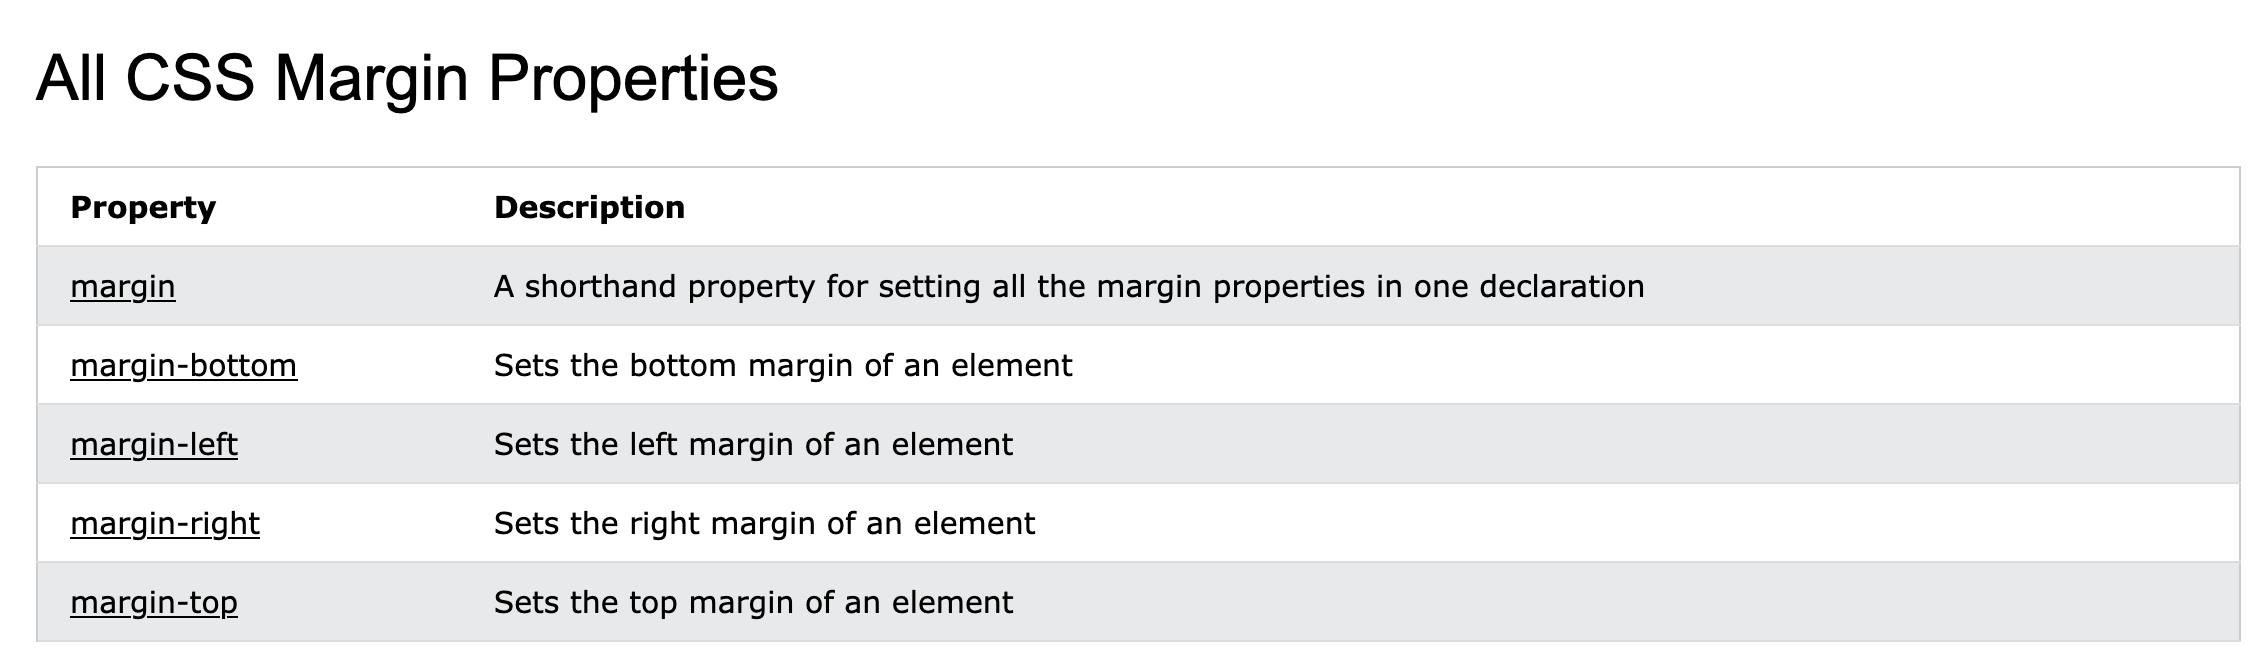 All CSS Margin Properties
Property Description
margin A shorthand property for setting all the margin properties in one declaration
margin-bottom Sets the bottom margin of an element
margin-left Sets the left margin of an element
margin-right Sets the right margin of an element
margin-top Sets the top margin of an element